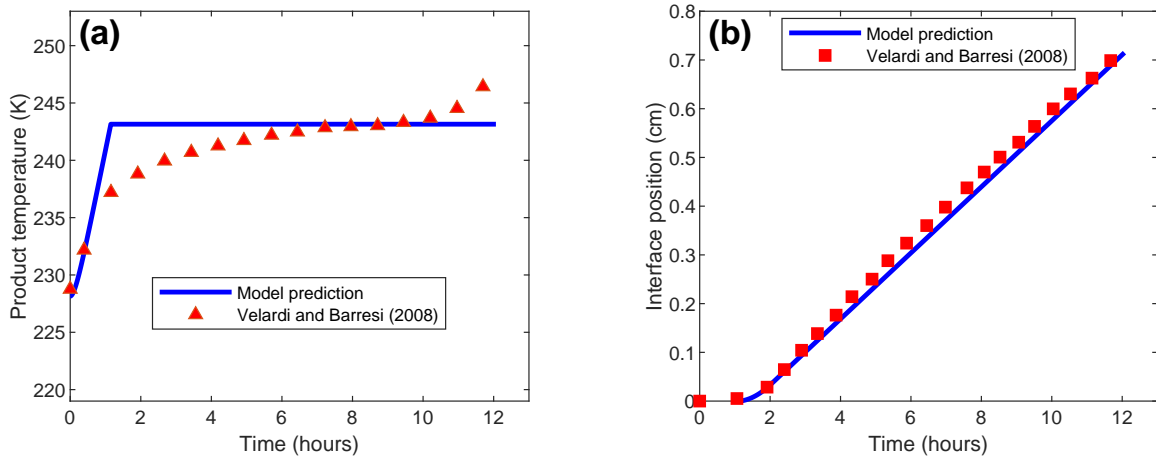 (a)
Product temperature (K)
250
245
240
235
230
225
220
Model prediction
Velardi and Barresi (2008)
0 2 4 6 8 10 12
Time (hours)
(b)
Interface position (cm)
0.8
0.7
0.6
0.5
0.4
0.3
0.2
0.1
0
Model prediction
Velardi and Barresi (2008)
0 2 4 6 8 10 12
Time (hours)